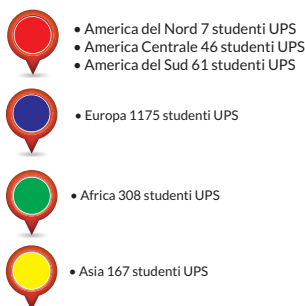 • America del Nord 7 studenti UPS
• America Centrale 46 studenti UPS
• America del Sud 61 studenti UPS
• Europa 1175 studenti UPS
• Africa 308 studenti UPS
• Asia 167 studenti UPS